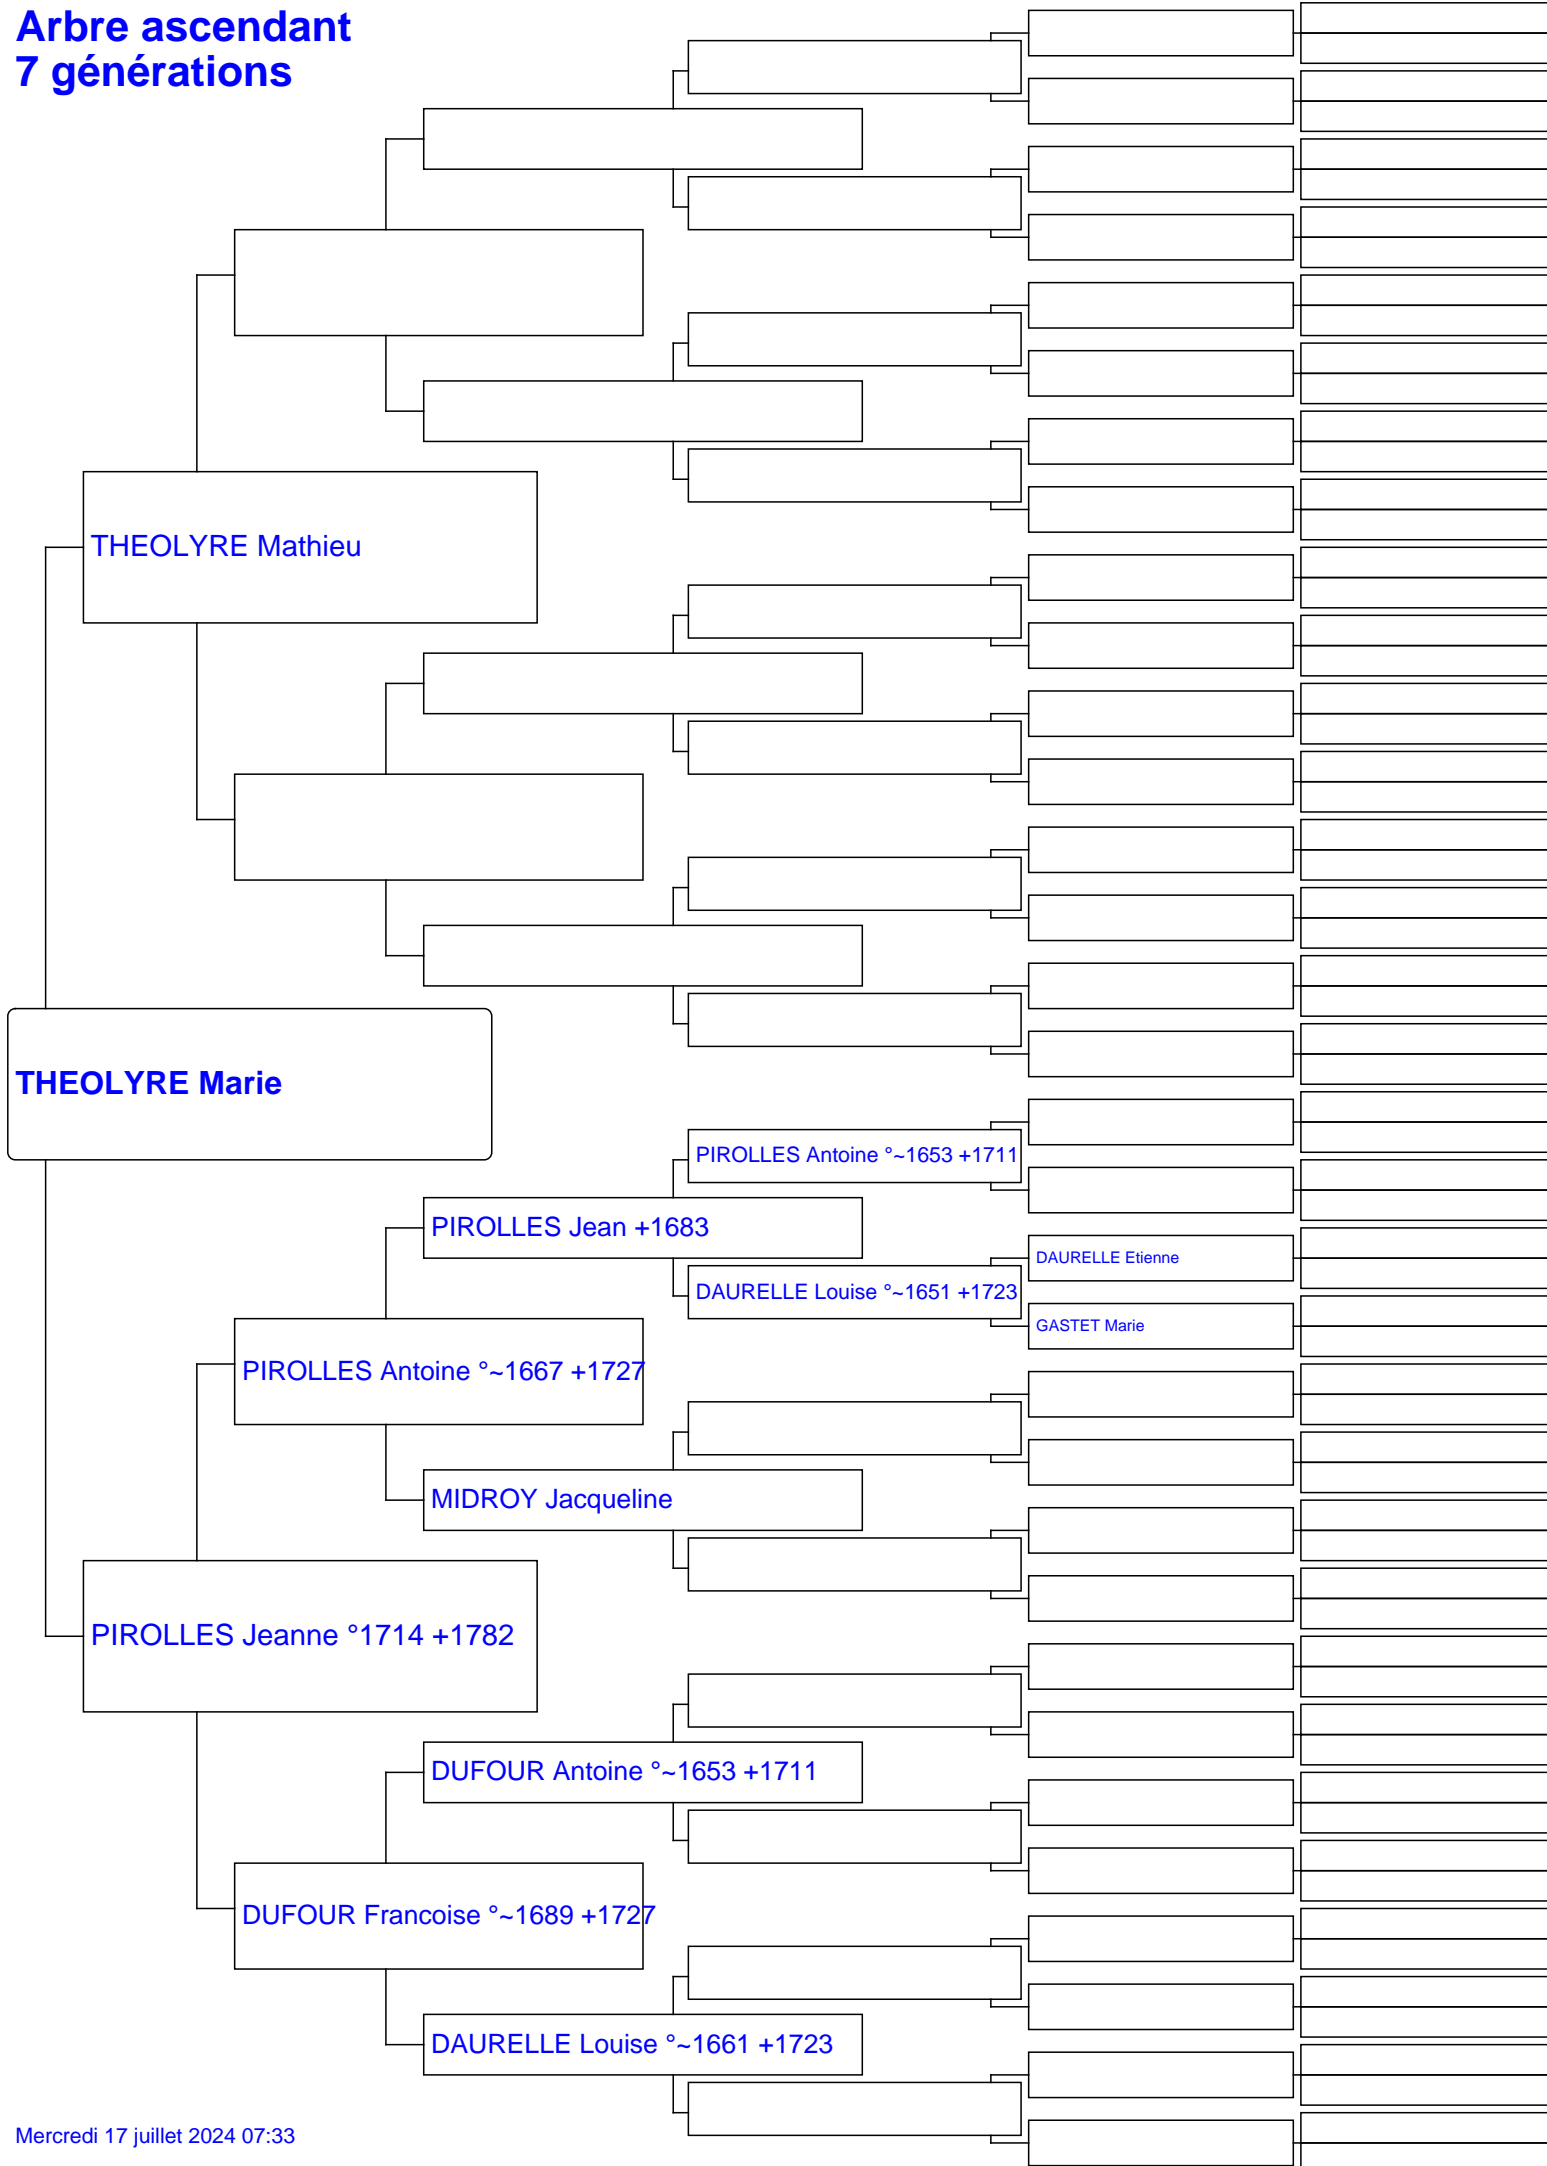 Arbre ascendant
7 générations
THEOLYRE Mathieu
THEOLYRE Marie
PIROLLES Antoine °~1653 +1711
PIROLLES Jean +1683
DAURELLE Etienne
DAURELLE Louise °~1651 +1723
GASTET Marie
PIROLLES Antoine °~1667 +1727
MIDROY Jacqueline
PIROLLES Jeanne °1714 +1782
DUFOUR Antoine °~1653 +1711
DUFOUR Francoise °~1689 +1727
DAURELLE Louise °~1661 +1723
Mercredi 17 juillet 2024 07:33